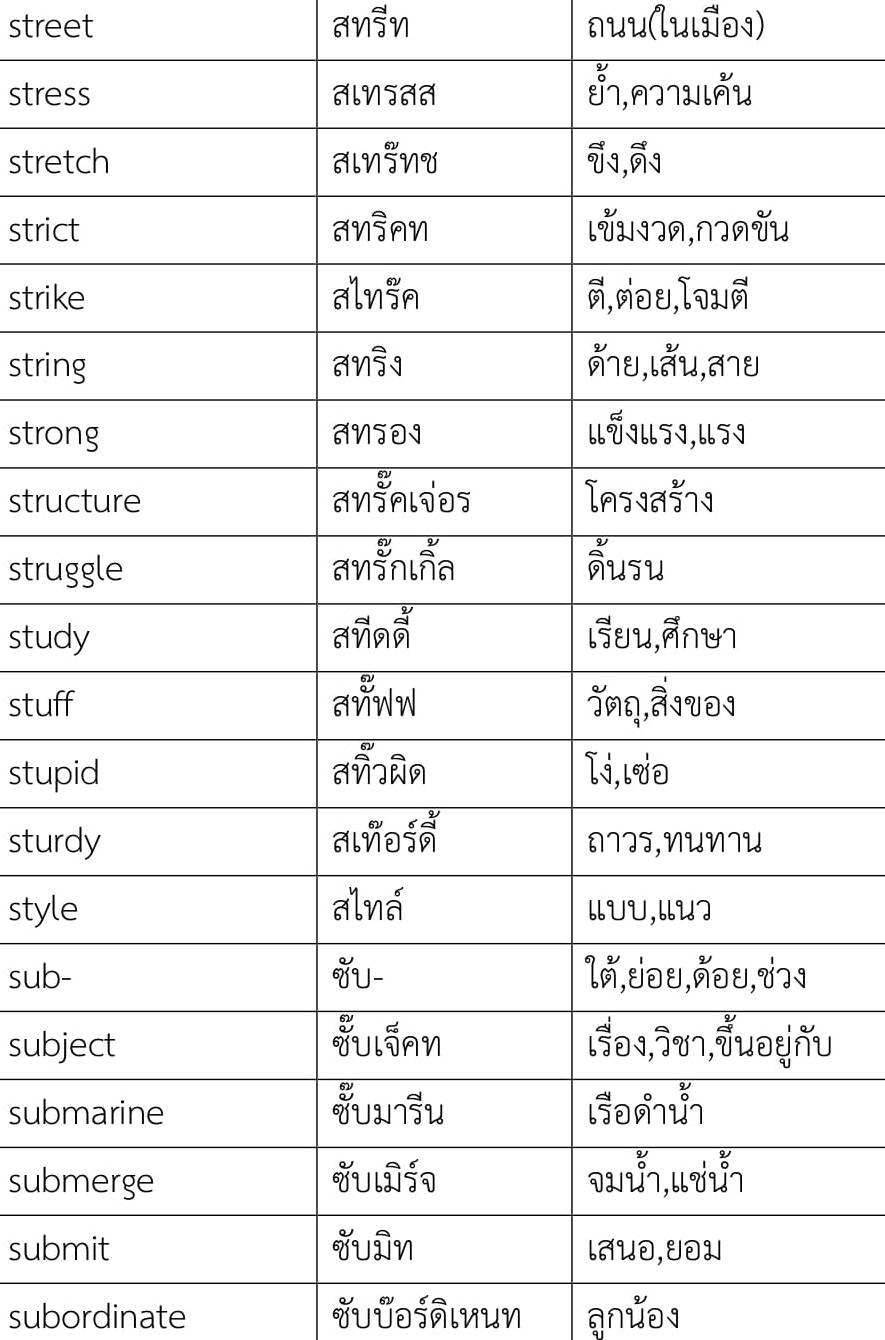 street สทรีท ถนน(ในเมือง)
stress สเทรสส ย้ำ,ความเค้น
stretch สเทร๊ทช ขึง,ดึง
strict สทริคท เข้มงวด,กวดขัน
strike สไทร๊ค ตี,ต่อย,โจมตี
string สทริง ด้าย,เส้น,สาย
strong สทรอง แข็งแรง,แรง
structure สทรั๊คเจ่อร โครงสร้าง
struggle สทรั๊กเกิ้ล ดิ้นรน
study สทีดดี้ เรียน,ศึกษา
stuff สทั๊ฟฟ วัตถุ,สิ่งของ
stupid สทิ๊วผิด โง่,เซ่อ
sturdy สเท๊อร์ดี้ ถาวร,ทนทาน
style สไทล์ แบบ,แนว
sub- ซับ- ใต้,ย่อย,ด้อย,ช่วง
subject ซั๊บเจ็คท เรื่อง,วิชา,ขึ้นอยู่กับ
submarine ซั๊บมารีน เรือดำน้ำ
submerge ซับเมิร์จ จมน้ำ,แช่น้ำ
submit ซับมิท เสนอ,ยอม
subordinate ซับบ๊อร์ดิเหนท ลูกน้อง